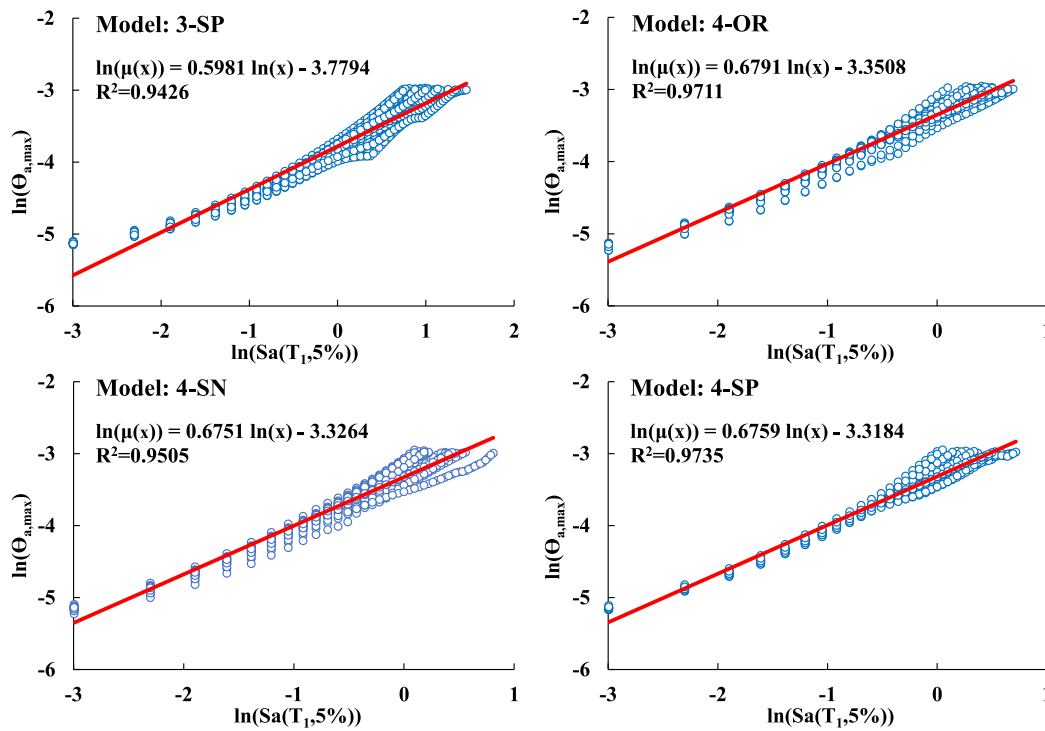 Model: 3-SP
ln(μ(x)) = 0.5981 ln(x) - 3.7794
R²=0.9426
-2
-3
-4
-5
-6
ln(Θa,max)
-3 -2 -1 0 1 2
ln(Sa(T₁,5%))
Model: 4-OR
ln(μ(x)) = 0.6791 ln(x) - 3.3508
R²=0.9711
-2
-3
-4
-5
-6
ln(Θa,max)
-3 -2 -1 0 1
ln(Sa(T₁,5%))
Model: 4-SN
ln(μ(x)) = 0.6751 ln(x) - 3.3264
R²=0.9505
-2
-3
-4
-5
-6
ln(Θa,max)
-3 -2 -1 0 1
ln(Sa(T₁,5%))
Model: 4-SP
ln(μ(x)) = 0.6759 ln(x) - 3.3184
R²=0.9735
-2
-3
-4
-5
-6
ln(Θa,max)
-3 -2 -1 0 1
ln(Sa(T₁,5%))